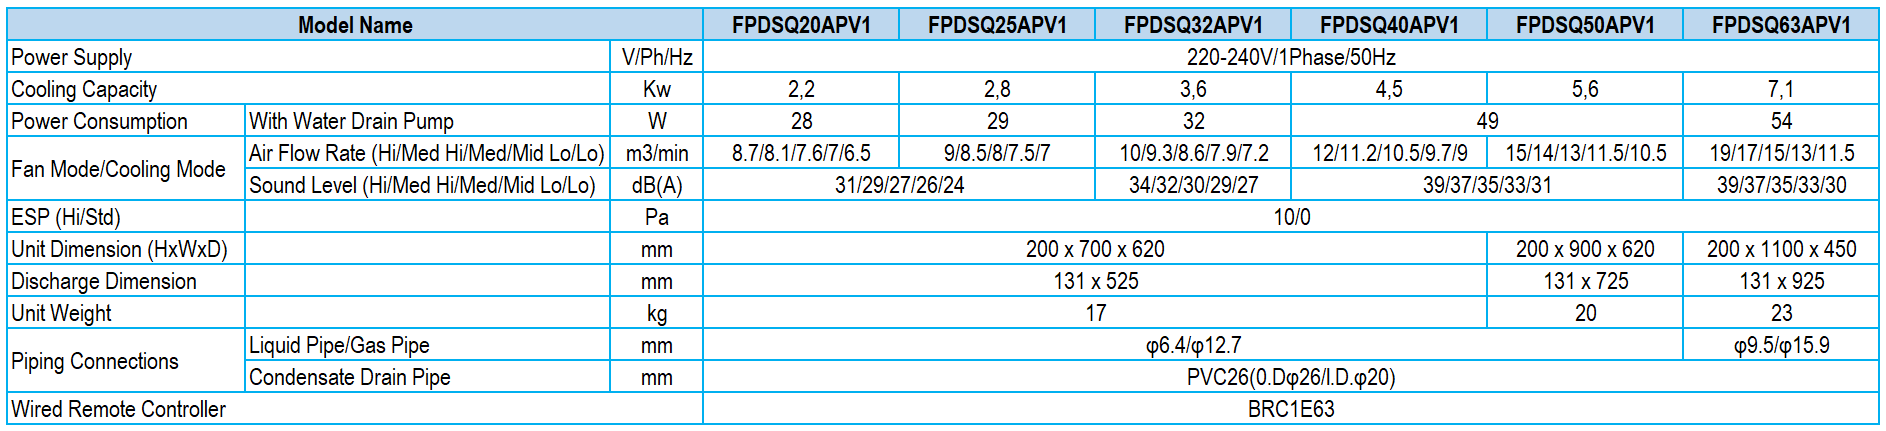 Model Name FPDSQ20APV1 FPDSQ25APV1 FPDSQ32APV1 FPDSQ40APV1 FPDSQ50APV1 FPDSQ63APV1
Power Supply V/Ph/Hz 220-240V/1Phase/50Hz
Cooling Capacity Kw 2,2 2,8 3,6 4,5 5,6 7,1
Power Consumption With Water Drain Pump W 28 29 32 49 54
Fan Mode/Cooling Mode Air Flow Rate (Hi/Med Hi/Med/Mid Lo/Lo) m3/min 8.7/8.1/7.6/7/6.5 9/8.5/8/7.5/7 10/9.3/8.6/7.9/7.2 12/11.2/10.5/9.7/9 15/14/13/11.5/10.5 19/17/15/13/11.5
Sound Level (Hi/Med Hi/Med/Mid Lo/Lo) dB(A) 31/29/27/26/24 34/32/30/29/27 39/37/35/33/31 39/37/35/33/30
ESP (Hi/Std) Pa 10/0
Unit Dimension (HxWxD) mm 200 x 700 x 620 200 x 900 x 620 200 x 1100 x 450
Discharge Dimension mm 131 x 525 131 x 725 131 x 925
Unit Weight kg 17 20 23
Piping Connections Liquid Pipe/Gas Pipe mm φ6.4/φ12.7 φ9.5/φ15.9
Condensate Drain Pipe mm PVC26(0.Dφ26/I.D.φ20)
Wired Remote Controller BRC1E63